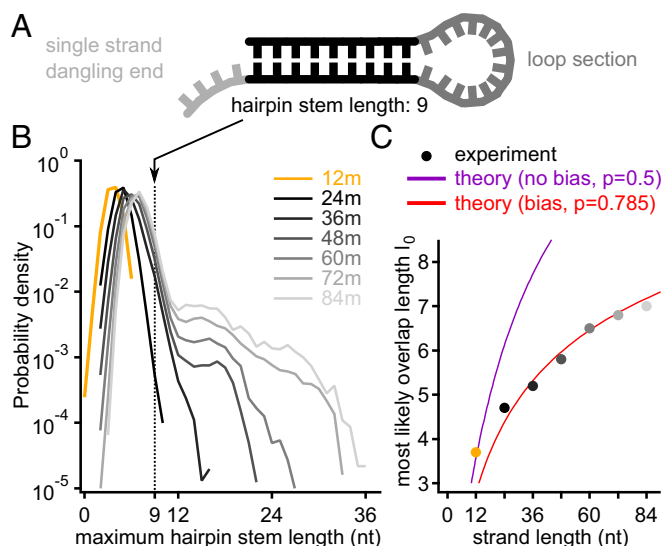 A
single strand
dangling end
loop section
hairpin stem length: 9
B
Probability density
10^0
10^-1
10^-2
10^-3
10^-4
10^-5
12m
24m
36m
48m
60m
72m
84m
0 9 12 24 36
maximum hairpin stem length (nt)
C
experiment
theory (no bias, p=0.5)
theory (bias, p=0.785)
most likely overlap length l_0
8
7
6
5
4
3
0 12 36 60 84
strand length (nt)